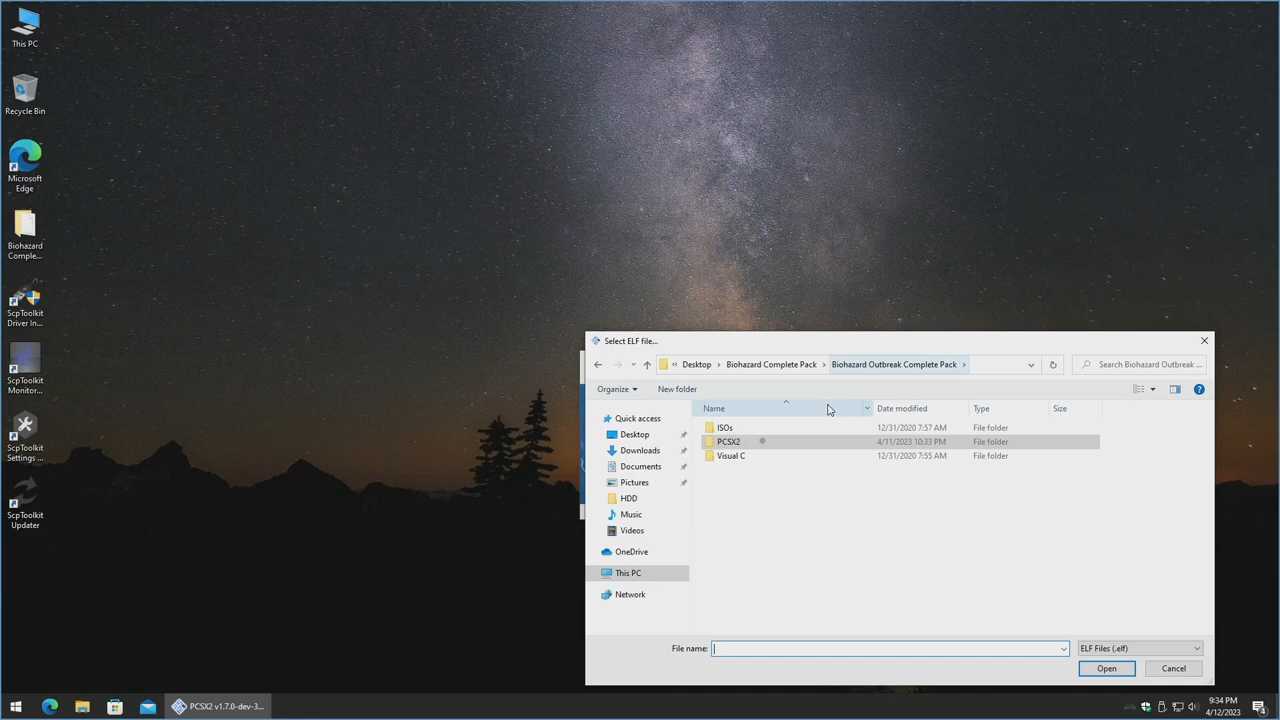 This PC
Recycle Bin
Microsoft
Edge
Biohazard
Comple...
ScpToolkit
Driver In...
ScpToolkit
Monitor...
ScpToolkit
Settings ...
ScpToolkit
Updater
Select ELF file...
« Desktop › Biohazard Complete Pack › Biohazard Outbreak Complete Pack ›
Search Biohazard Outbreak ...
Organize New folder
Name Date modified Type Size
ISOs 12/31/2020 7:57 AM File folder
PCSX2 4/11/2023 10:33 PM File folder
Visual C 12/31/2020 7:55 AM File folder
Quick access
Desktop
Downloads
Documents
Pictures
HDD
Music
Videos
OneDrive
This PC
Network
File name:
ELF Files (.elf)
Open Cancel
PCSX2 v1.7.0-dev-3...
9:34 PM
4/12/2023
4